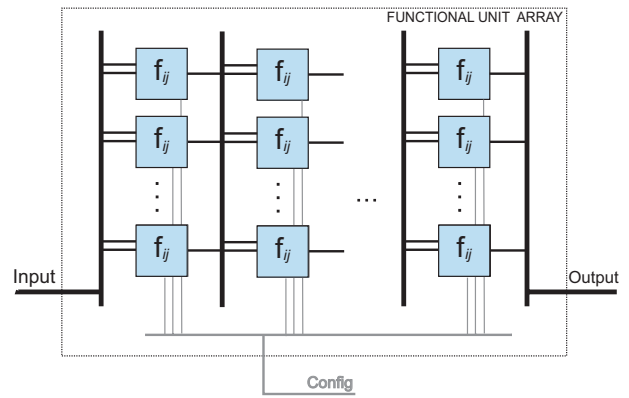 FUNCTIONAL UNIT ARRAY
fij fij fij
fij fij fij
...
fij fij fij
Input
Output
Config